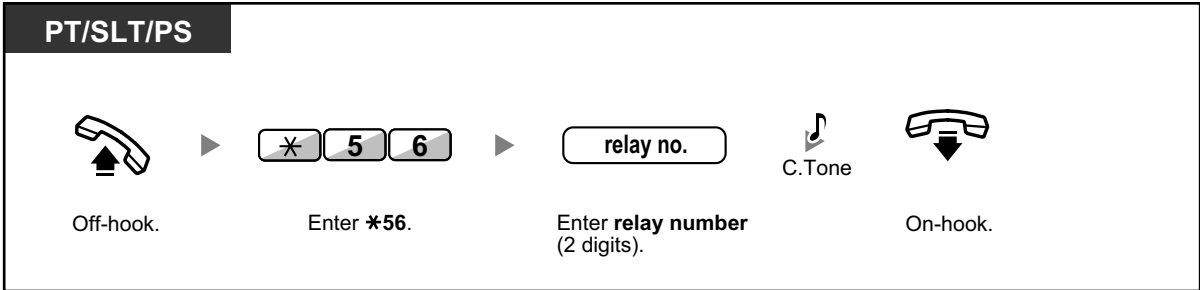 PT/SLT/PS
* 5 6
relay no.
C.Tone
Off-hook.
Enter *56.
Enter relay number
(2 digits).
On-hook.